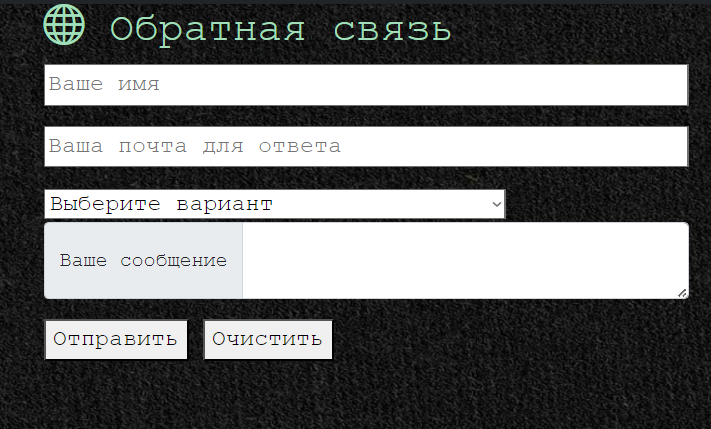 Обратная связь
Ваше имя
Ваша почта для ответа
Выберите вариант
Ваше сообщение
Отправить Очистить